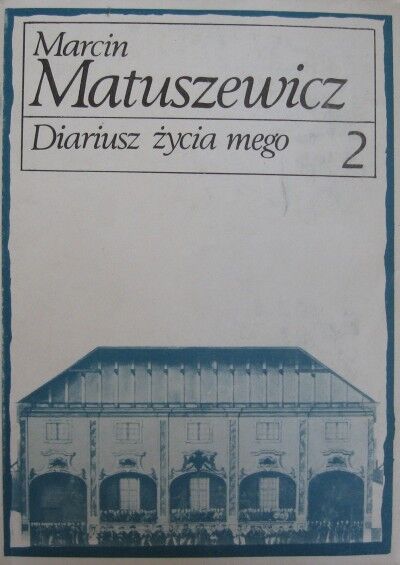 Marcin
Matuszewicz
Diariusz życia mego 2